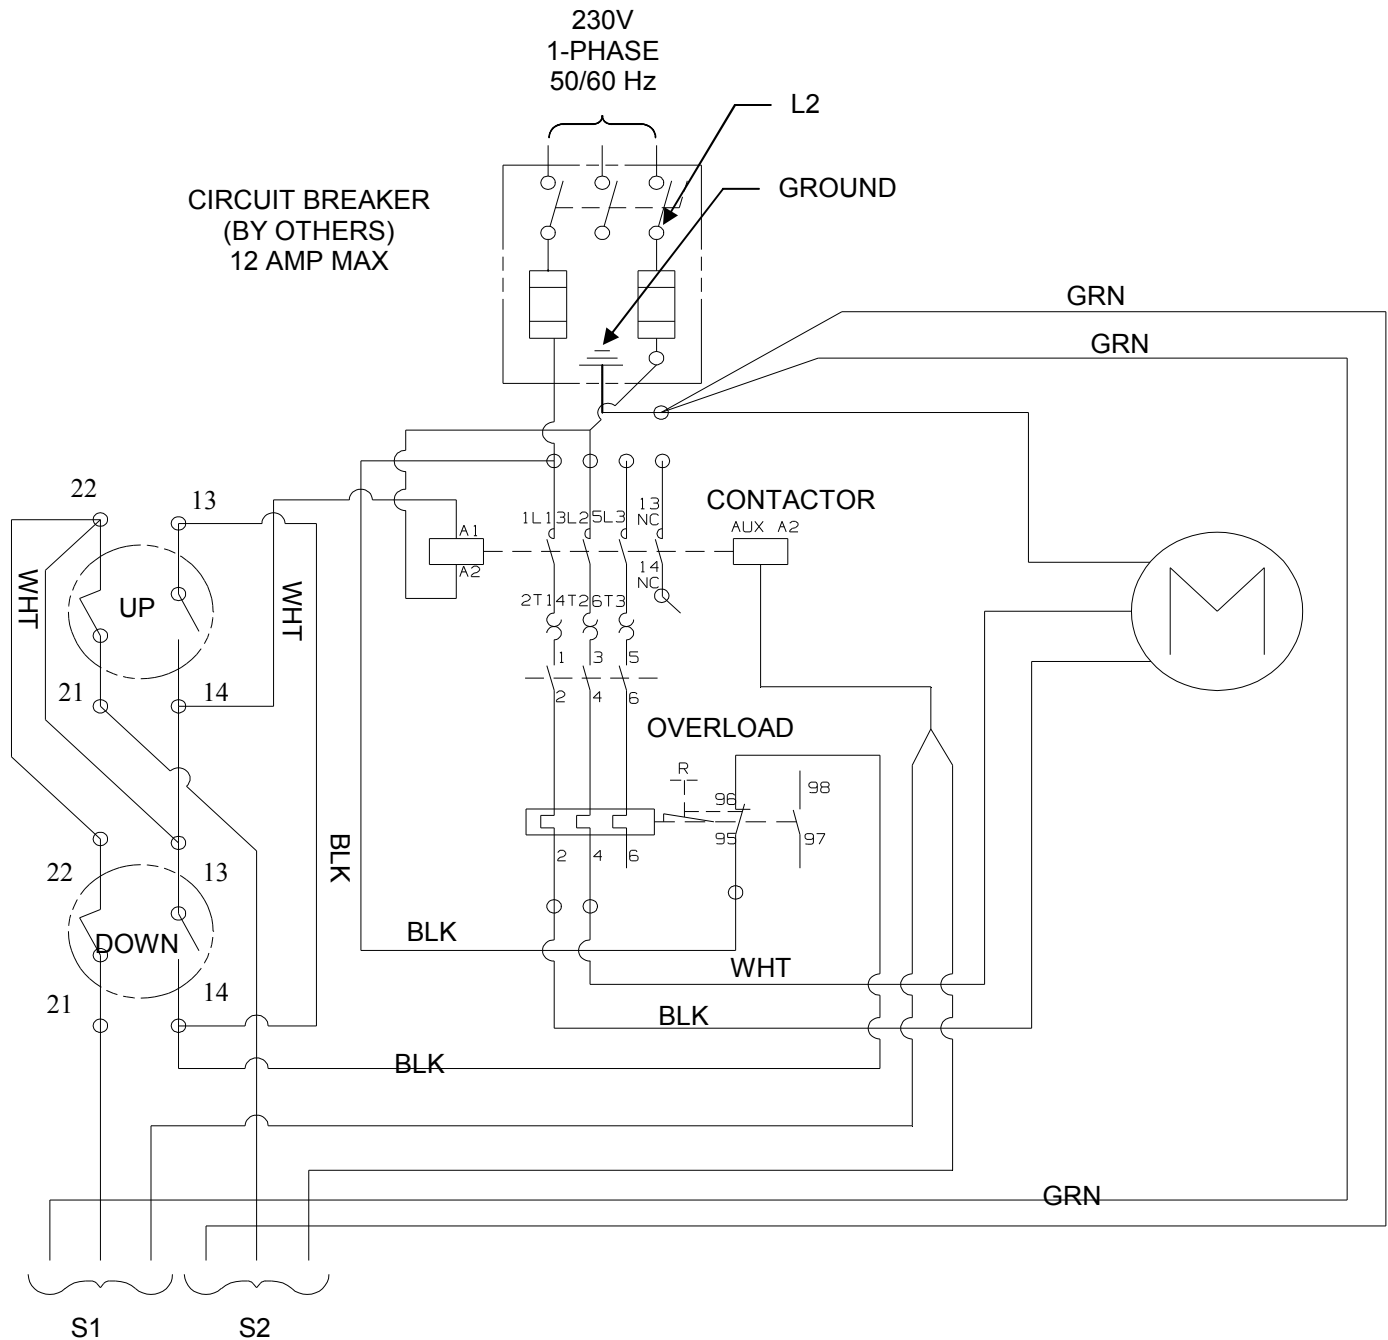 230V
1-PHASE
50/60 Hz
L2
GROUND
CIRCUIT BREAKER
(BY OTHERS)
12 AMP MAX
GRN
GRN
22
13
CONTACTOR
13
NC
1L1 3L2 5L3
AUX A2
A1
A2
14
NC
2T1 4T2 6T3
WHT
UP
WHT
1 3 5
2 4 6
21
14
OVERLOAD
R
96
98
95
97
2 4 6
BLK
22
13
DOWN
BLK
WHT
21
14
BLK
BLK
GRN
S1
S2